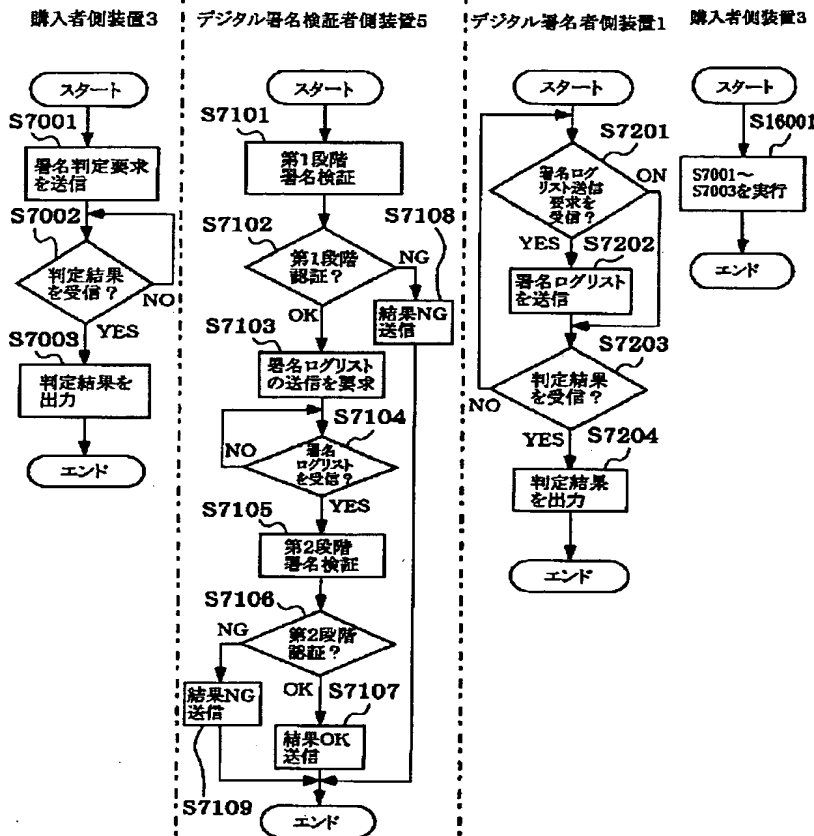 購入者側装置3
スタート
S7001
署名判定要求
を送信
S7002
判定結果
を受信？
NO
YES
S7003
判定結果を
出力
エンド
デジタル署名検証者側装置5
スタート
S7101
第1段階
署名検証
S7102
第1段階
認証？
NG
S7108
結果NG
送信
OK
S7103
署名ログリスト
の送信を要求
S7104
署名
ログリスト
を受信？
NO
YES
S7105
第2段階
署名検証
S7106
第2段階
認証？
NG
結果NG
送信
S7109
OK
S7107
結果OK
送信
エンド
デジタル署名者側装置1
スタート
S7201
署名ログ
リスト送信
要求を
受信？
ON
YES
S7202
署名ログリスト
を送信
S7203
判定結果
を受信？
NO
YES
S7204
判定結果
を出力
エンド
購入者側装置3
スタート
S16001
S7001～
S7003を実行
エンド